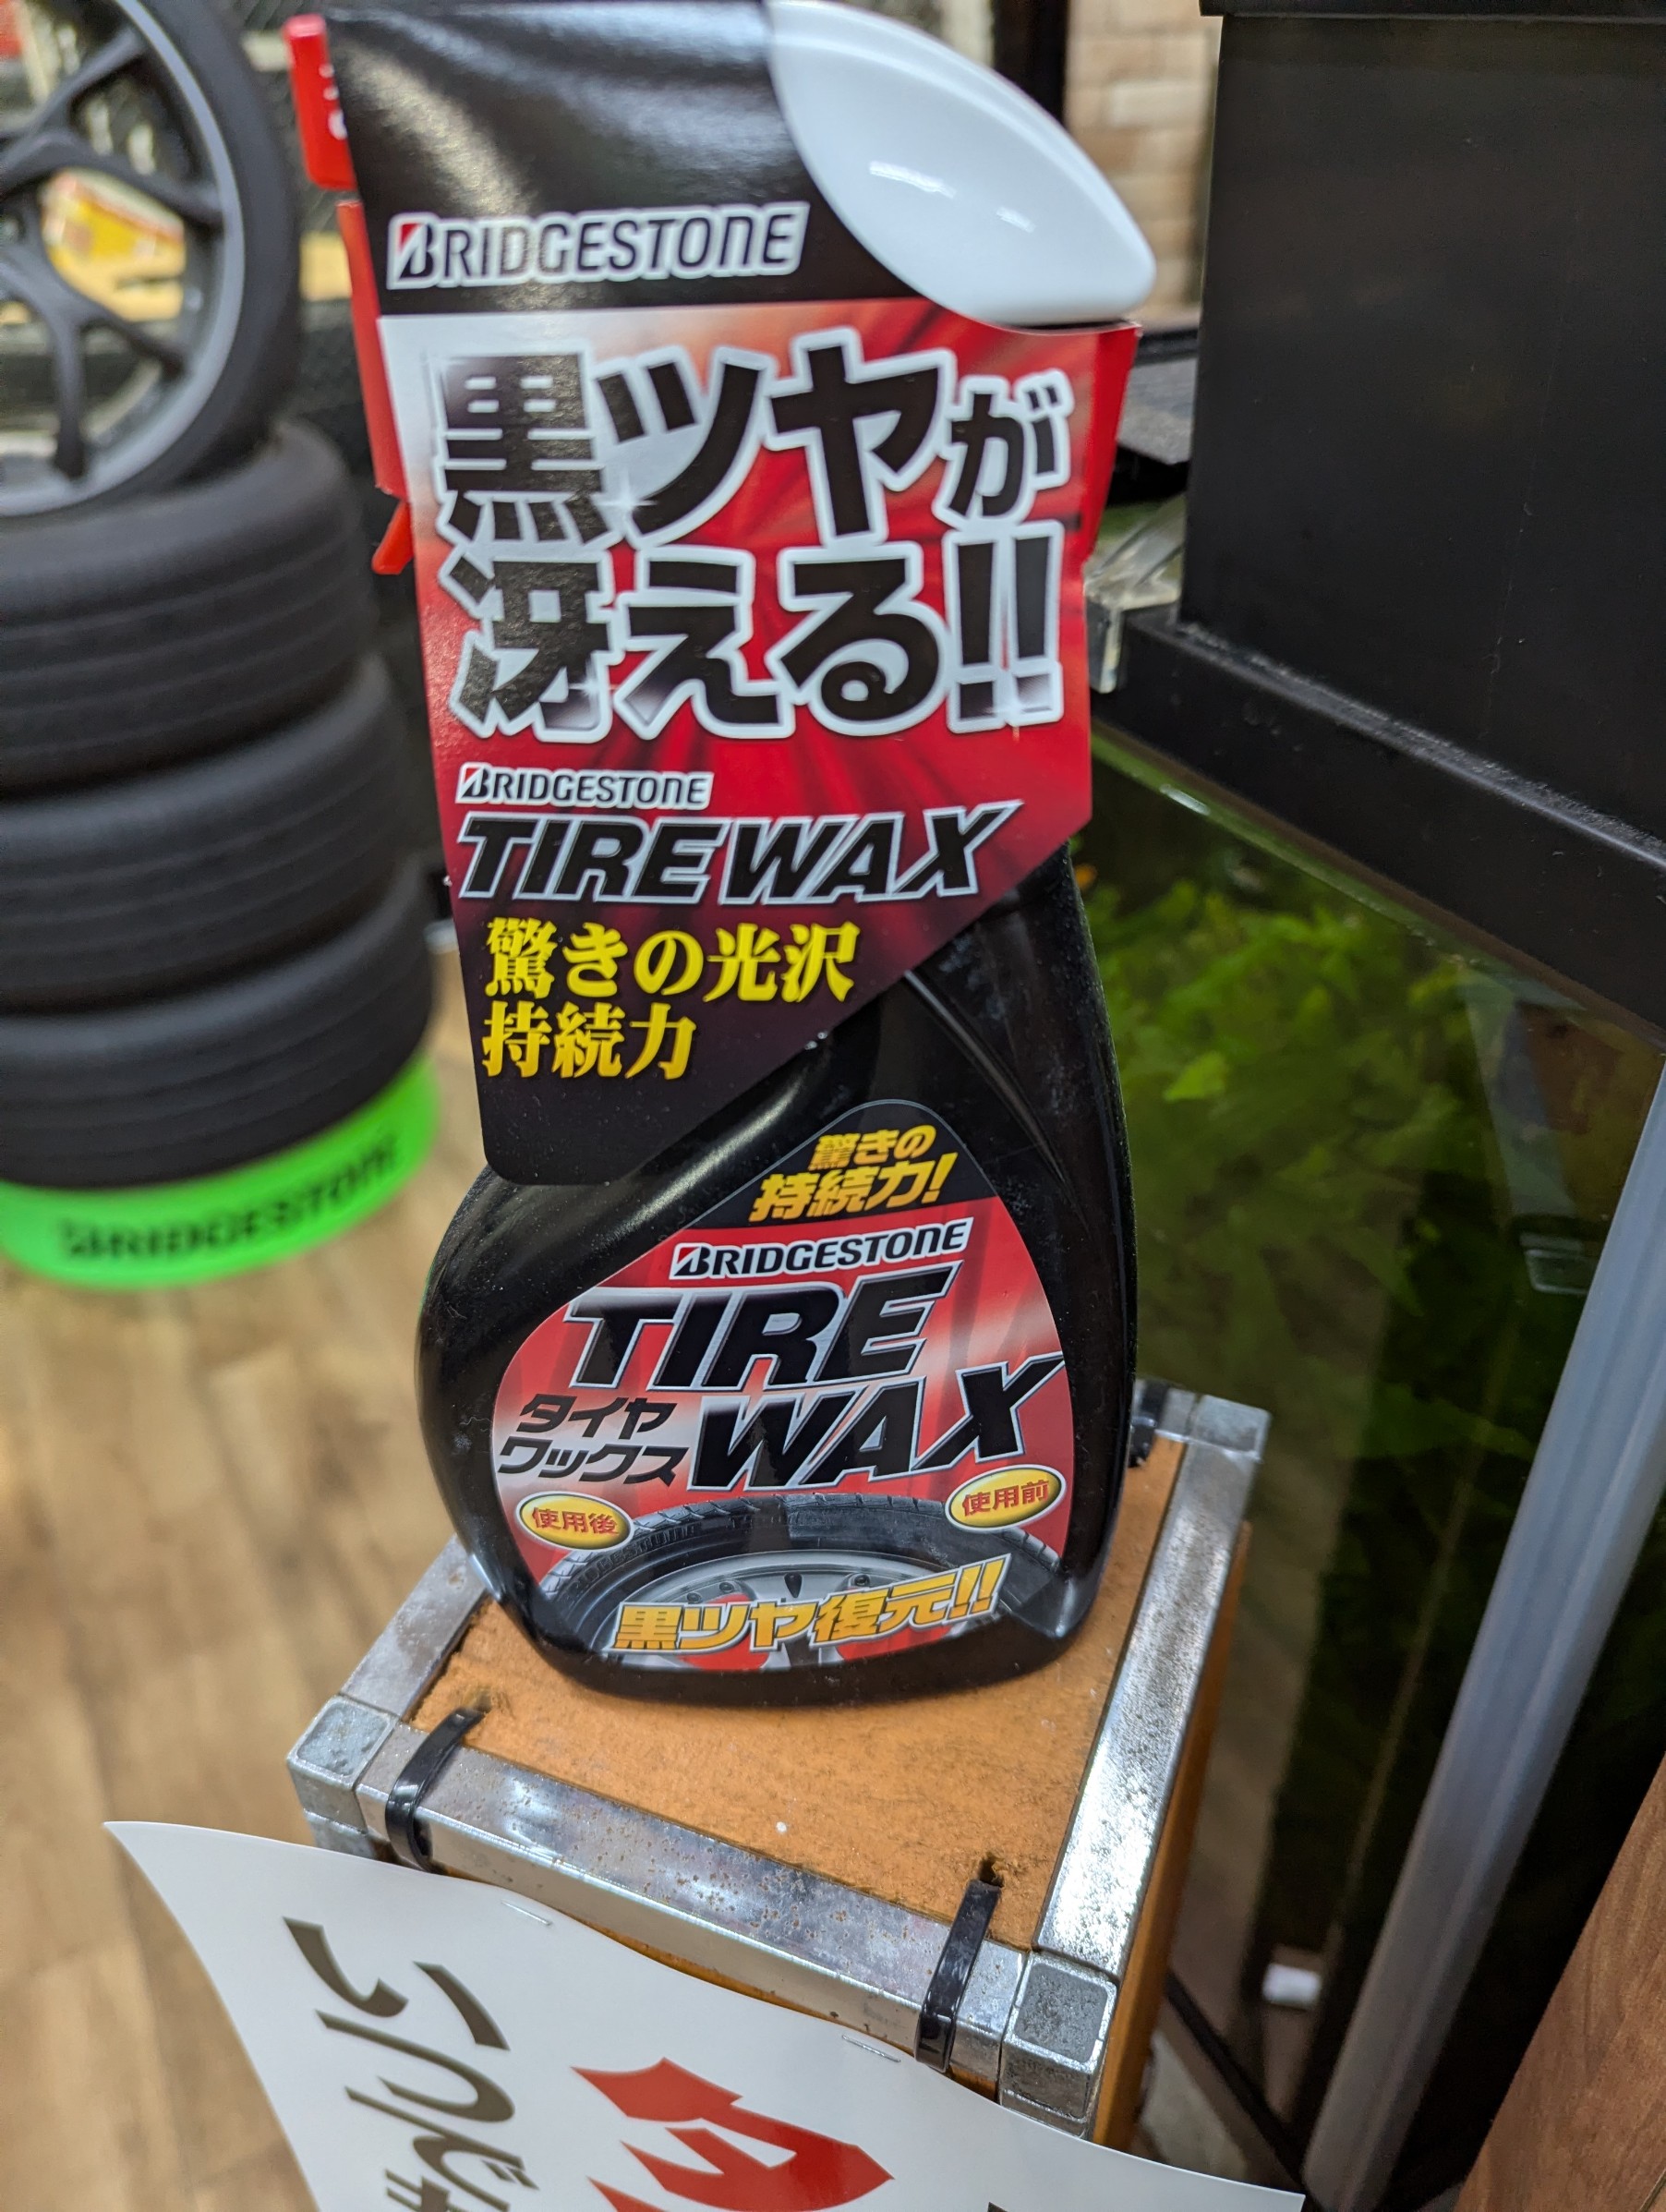 BRIDGESTONE
黒ツヤが
冴える!!
BRIDGESTONE
TIRE WAX
驚きの光沢
持続力
驚きの
持続力!
BRIDGESTONE
TIRE
WAX
タイヤ
ワックス
使用後
使用前
黒ツヤ復元!!
BRIDGESTONE